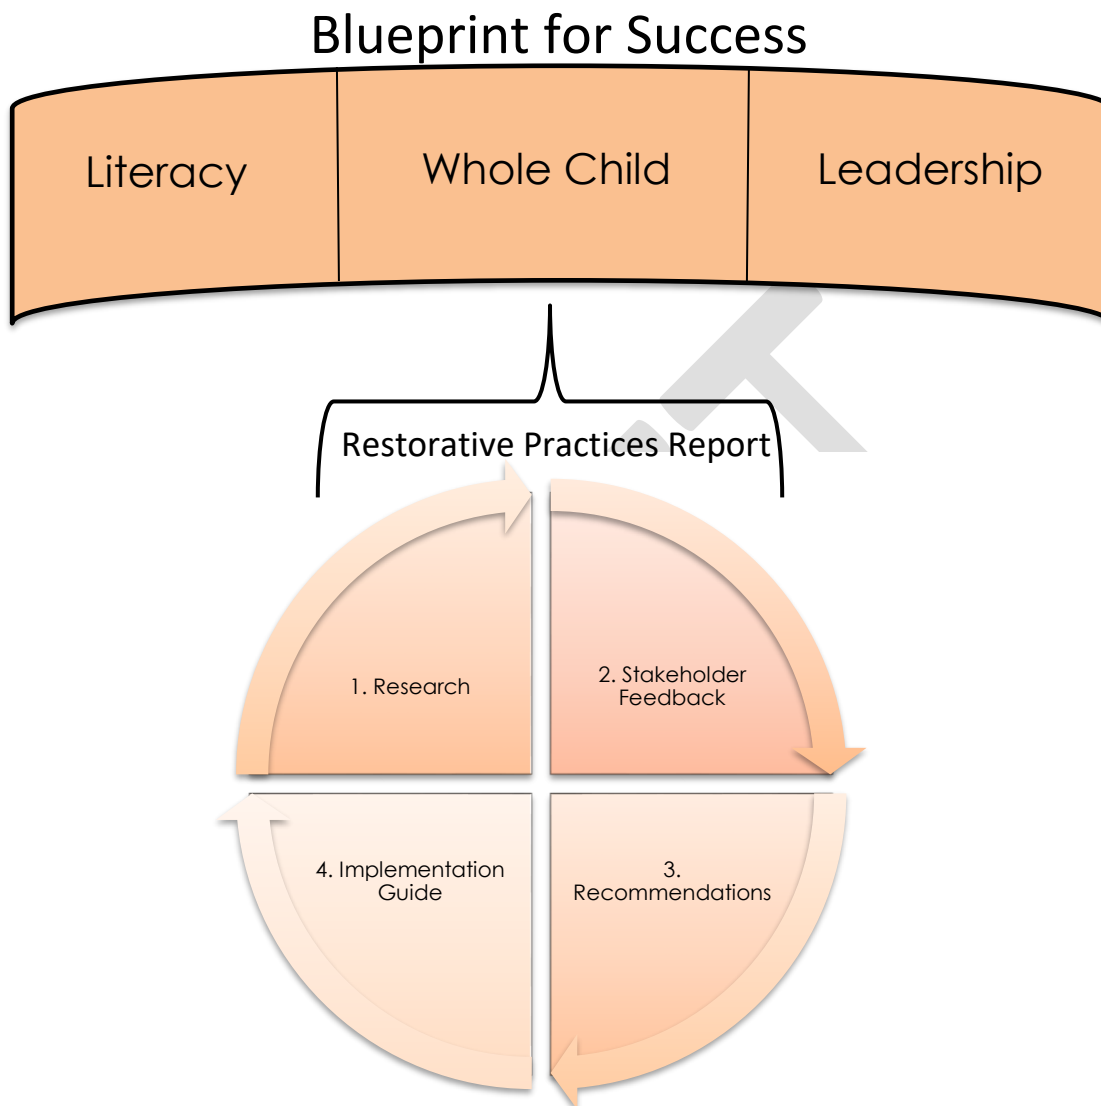 Blueprint for Success
Literacy
Whole Child
Leadership
Restorative Practices Report
1. Research
2. Stakeholder
Feedback
4. Implementation
Guide
3.
Recommendations